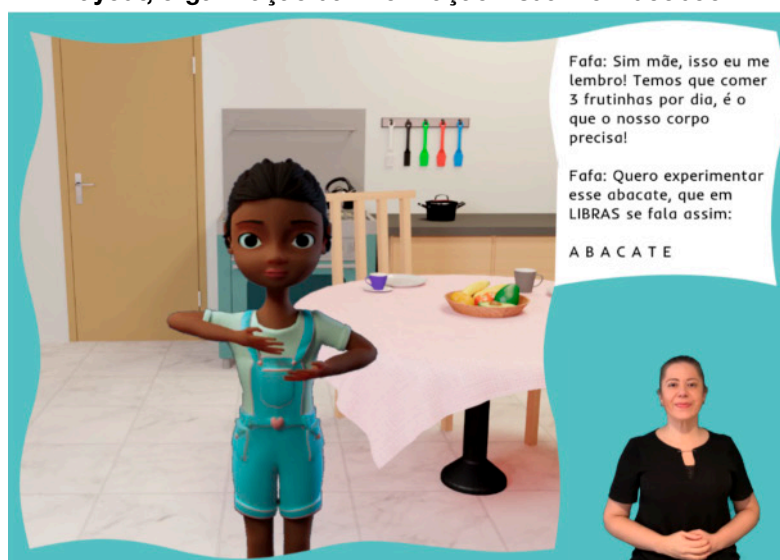 Fafa: Sim mãe, isso eu me
lembro! Temos que comer
3 frutinhas por dia, é o
que o nosso corpo
precisa!
Fafa: Quero experimentar
esse abacate, que em
LIBRAS se fala assim:
A B A C A T E